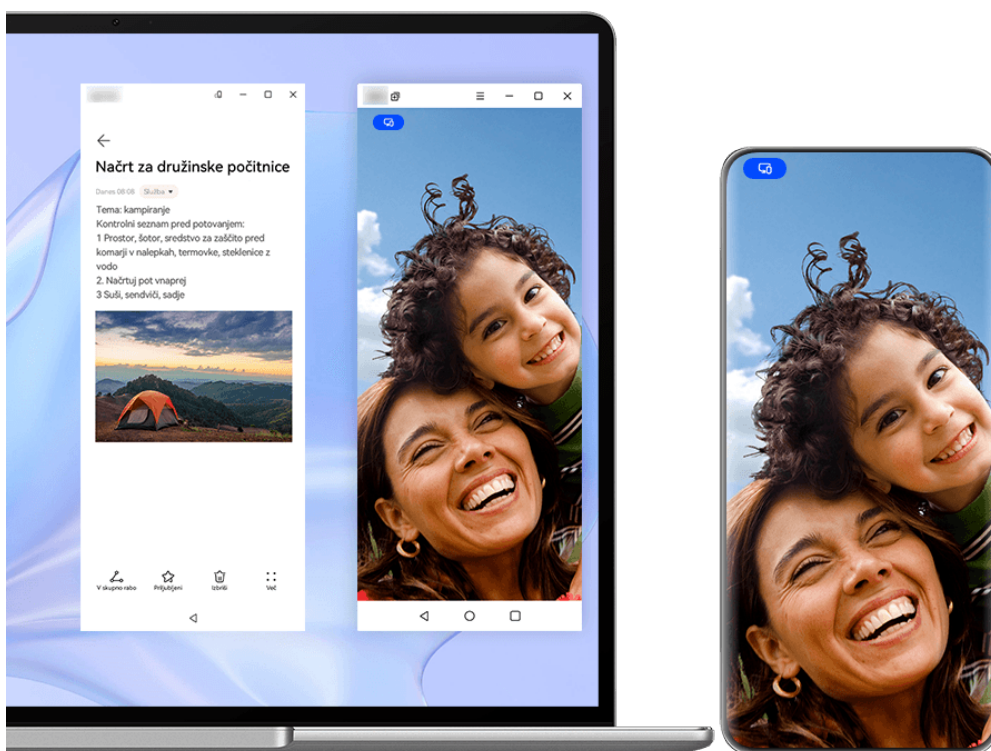 Načrt za družinske počitnice
Danes 08:08 Služba
Tema: kampiranje
Kontrolni seznam pred potovanjem:
1 Prostor, šotor, sredstvo za zaščito pred
komarji v nalepkah, termovke, steklenice z
vodo
2. Načrtuj pot vnaprej
3 Suši, sendviči, sadje
V skupno rabo Priljubljeni Izbriši Več